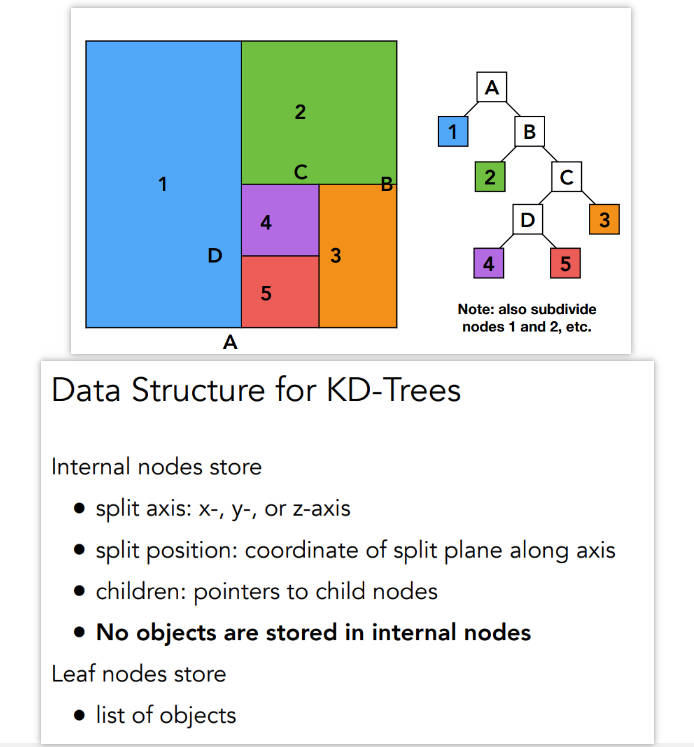 2
C
B
1
4
D
3
5
A
A
1
B
2
C
D
3
4
5
Note: also subdivide
nodes 1 and 2, etc.
Data Structure for KD-Trees
Internal nodes store
● split axis: x-, y-, or z-axis
● split position: coordinate of split plane along axis
● children: pointers to child nodes
● No objects are stored in internal nodes
Leaf nodes store
● list of objects